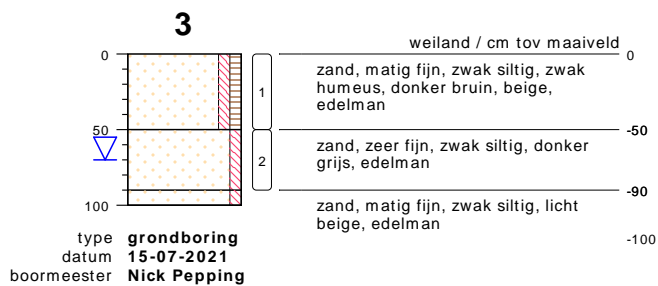 3
weiland / cm tov maaiveld
0
0
zand, matig fijn, zwak siltig, zwak
humeus, donker bruin, beige,
edelman
1
50
-50
zand, zeer fijn, zwak siltig, donker
grijs, edelman
2
-90
zand, matig fijn, zwak siltig, licht
beige, edelman
100
-100
type grondboring
datum 15-07-2021
boormeester Nick Pepping